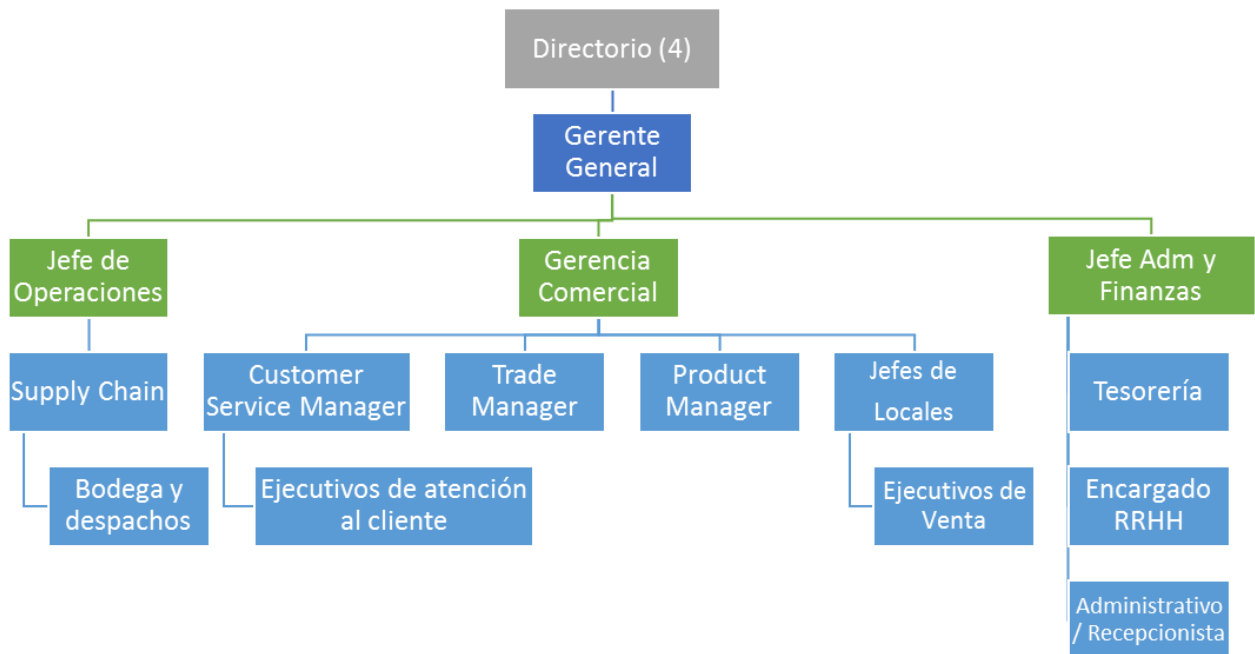 Directorio (4)
Gerente
General
Jefe de
Operaciones
Gerencia
Comercial
Jefe Adm y
Finanzas
Supply Chain
Customer
Service Manager
Trade
Manager
Product
Manager
Jefes de
Locales
Tesorería
Bodega y
despachos
Ejecutivos de atención
al cliente
Ejecutivos de
Venta
Encargado
RRHH
Administrativo
/ Recepcionista